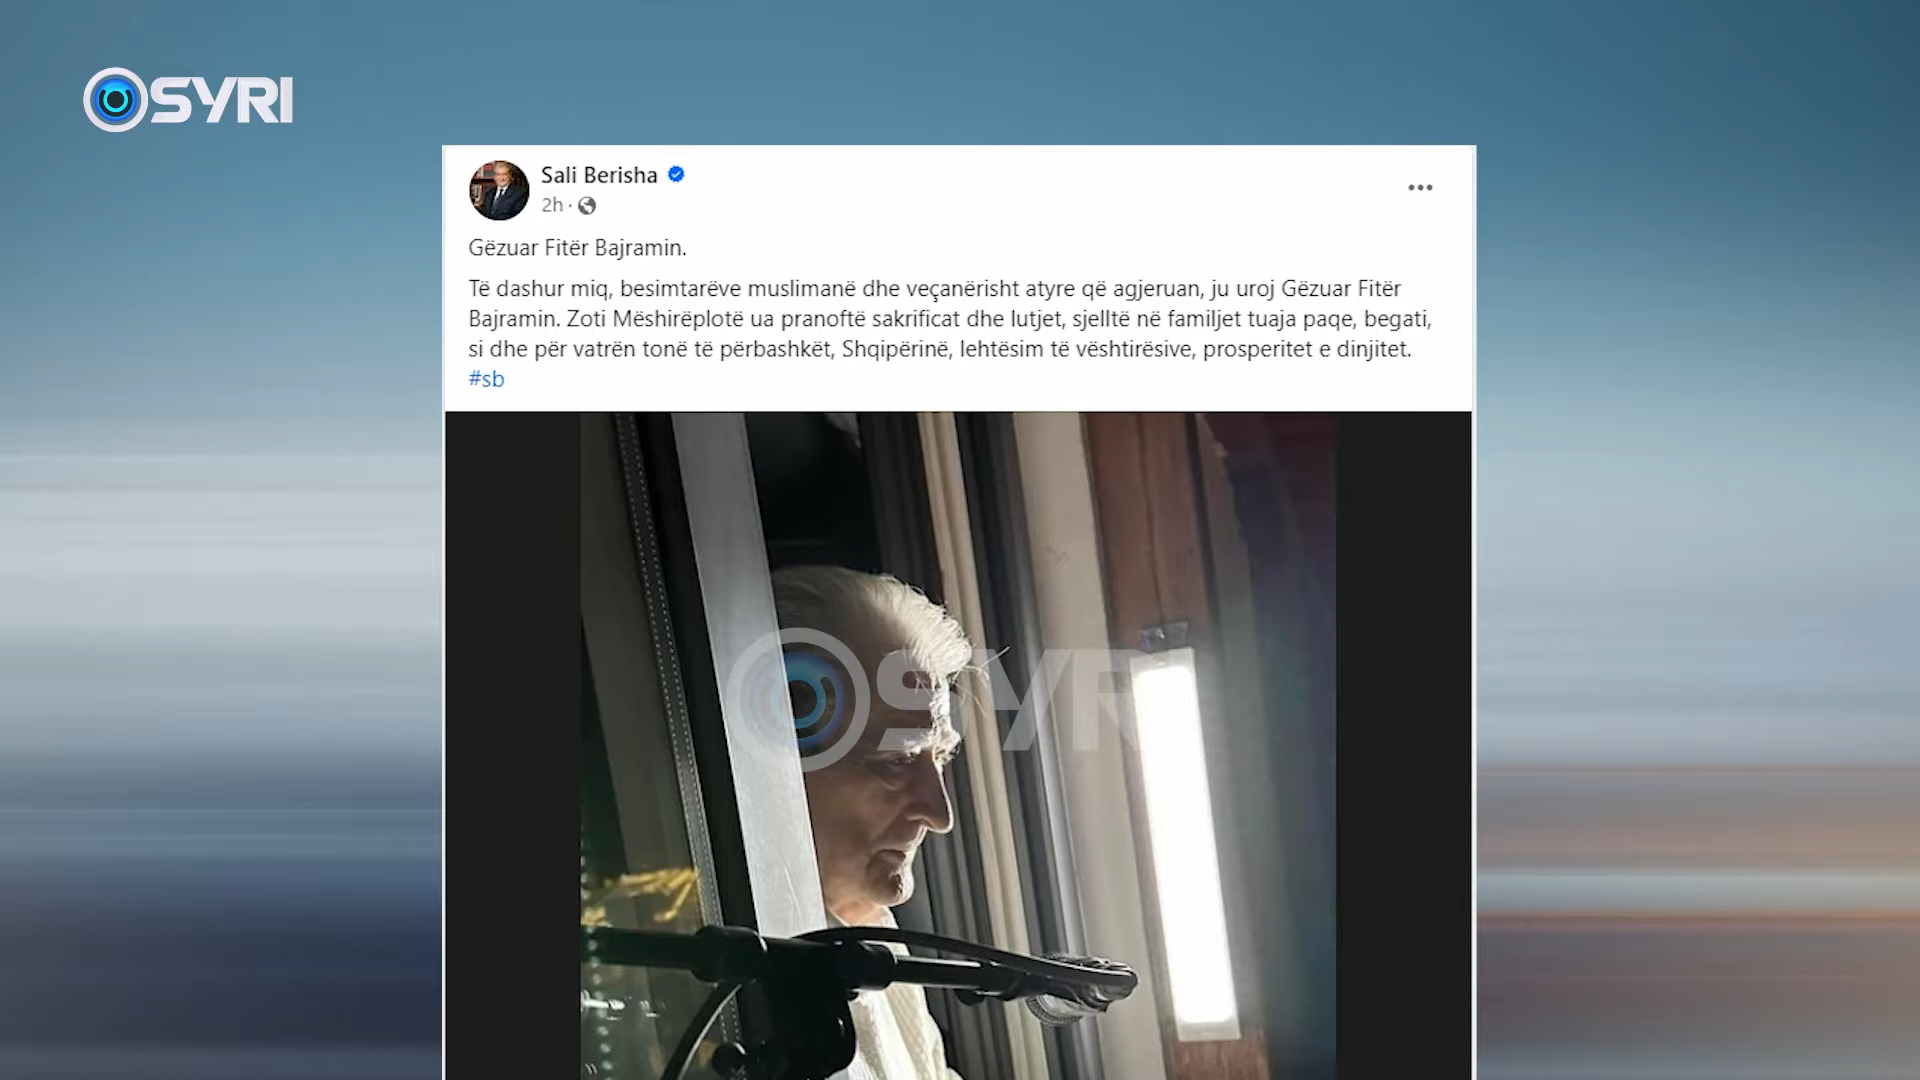 SYRI
Sali Berisha
2h ·
Gëzuar Fitër Bajramin.
Të dashur miq, besimtarëve muslimanë dhe veçanërisht atyre që agjeruan, ju uroj Gëzuar Fitër
Bajramin. Zoti Mëshirëplotë ua pranoftë sakrificat dhe lutjet, sjelltë në familjet tuaja paqe, begati,
si dhe për vatrën tonë të përbashkët, Shqipërinë, lehtësim të vështirësive, prosperitet e dinjitet.
#sb
SYRI